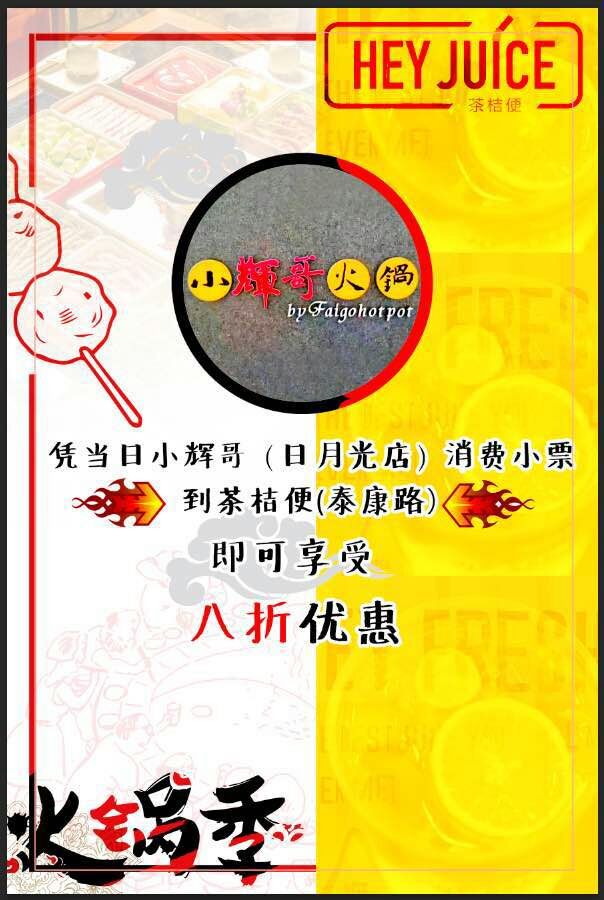 HEY JUICE
茶桔便
小輝哥火鍋
by Faigohotpot
凭当日小辉哥（日月光店）消费小票
到茶桔便(泰康路)
即可享受
八折优惠
火锅季